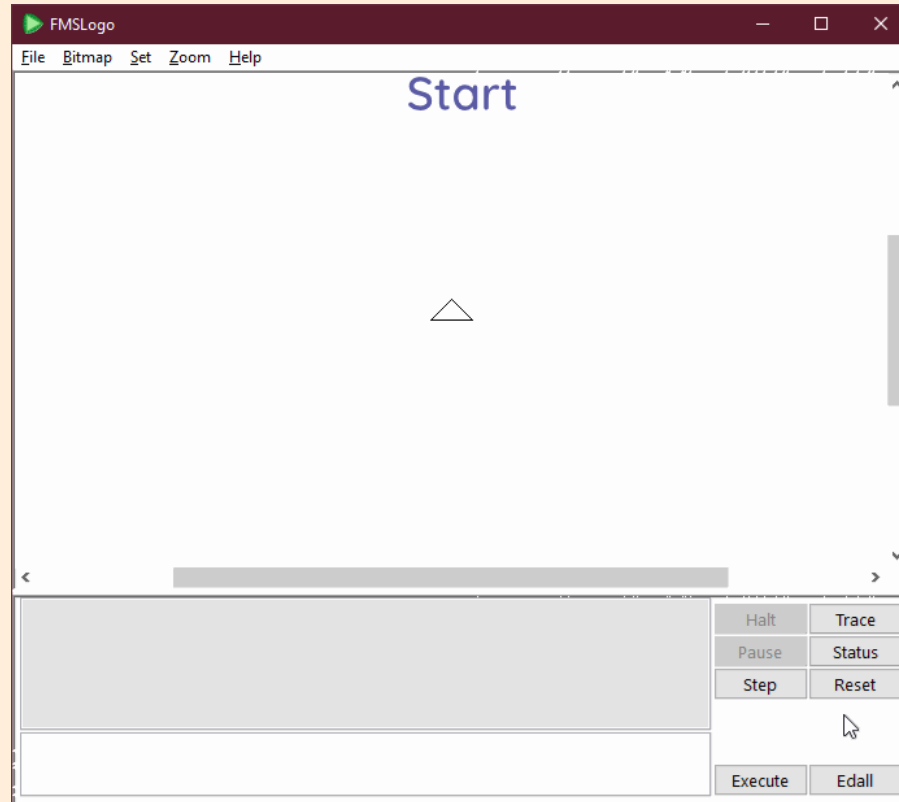 FMSLogo
File Bitmap Set Zoom Help
Start
Halt Trace
Pause Status
Step Reset
Execute Edall